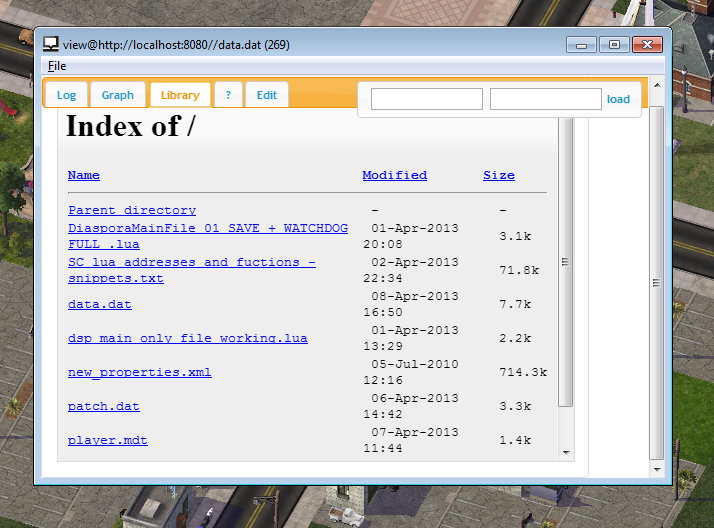 view@http://localhost:8080//data.dat (269)
File
Log Graph Library ? Edit load
Index of /
Name Modified Size
Parent directory - -
DiasporaMainFile 01 SAVE + WATCHDOG 01-Apr-2013 3.1k
FULL .lua 20:08
SC lua addresses and fuctions - 02-Apr-2013 71.8k
snippets.txt 22:34
data.dat 08-Apr-2013 7.7k
16:50
dsp main only file working.lua 01-Apr-2013 2.2k
13:29
new_properties.xml 05-Jul-2010 714.3k
12:16
patch.dat 06-Apr-2013 3.3k
14:42
player.mdt 07-Apr-2013 1.4k
11:44